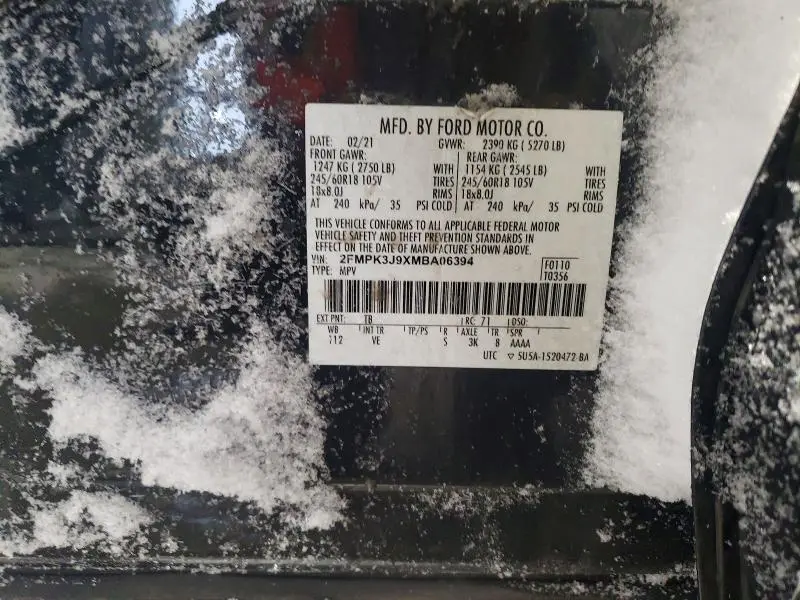 MFD. BY FORD MOTOR CO.
DATE: 02/21 GVWR: 2390 KG ( 5270 LB)
FRONT GAWR: REAR GAWR:
1247 KG ( 2750 LB) WITH 1154 KG ( 2545 LB) WITH
245/60R18 105V TIRES 245/60R18 105V TIRES
18x8.0J RIMS 18x8.0J RIMS
AT 240 kPa/ 35 PSI COLD AT 240 kPa/ 35 PSI COLD
THIS VEHICLE CONFORMS TO ALL APPLICABLE FEDERAL MOTOR
VEHICLE SAFETY AND THEFT PREVENTION STANDARDS IN
EFFECT ON THE DATE OF MANUFACTURE SHOWN ABOVE.
VIN: 2FMPK3J9XMBA06394 F0110
TYPE: MPV T0356
EXT PNT: TB RC: 71 DSO:
WB INT TR TP/PS R AXLE TR SPR
112 VE S 3K 8 AAAA
UTC ▽ 5U5A-1520472-BA